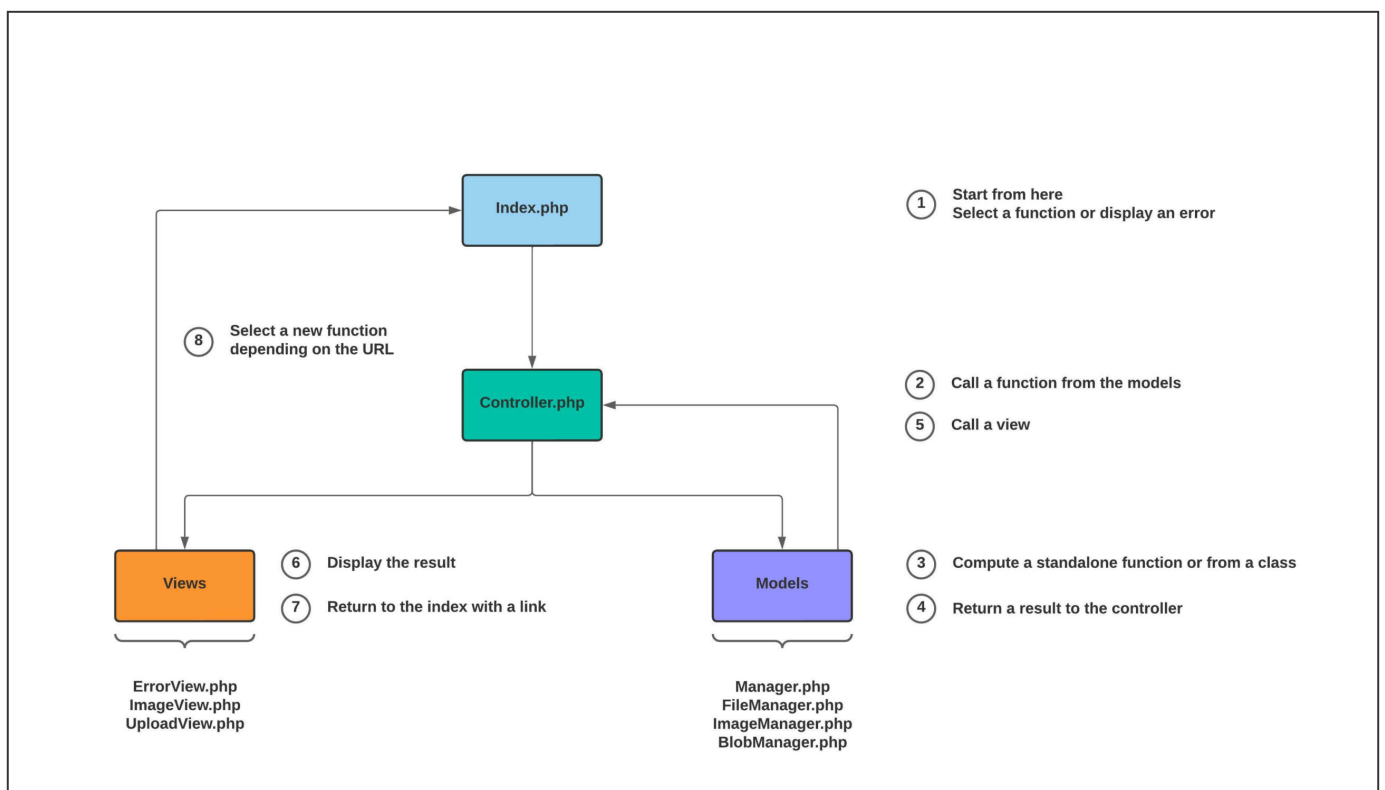 Index.php
1
Start from here
Select a function or display an error
8
Select a new function
depending on the URL
Controller.php
2
Call a function from the models
5
Call a view
Views
6
Display the result
7
Return to the index with a link
Models
3
Compute a standalone function or from a class
4
Return a result to the controller
ErrorView.php
ImageView.php
UploadView.php
Manager.php
FileManager.php
ImageManager.php
BlobManager.php